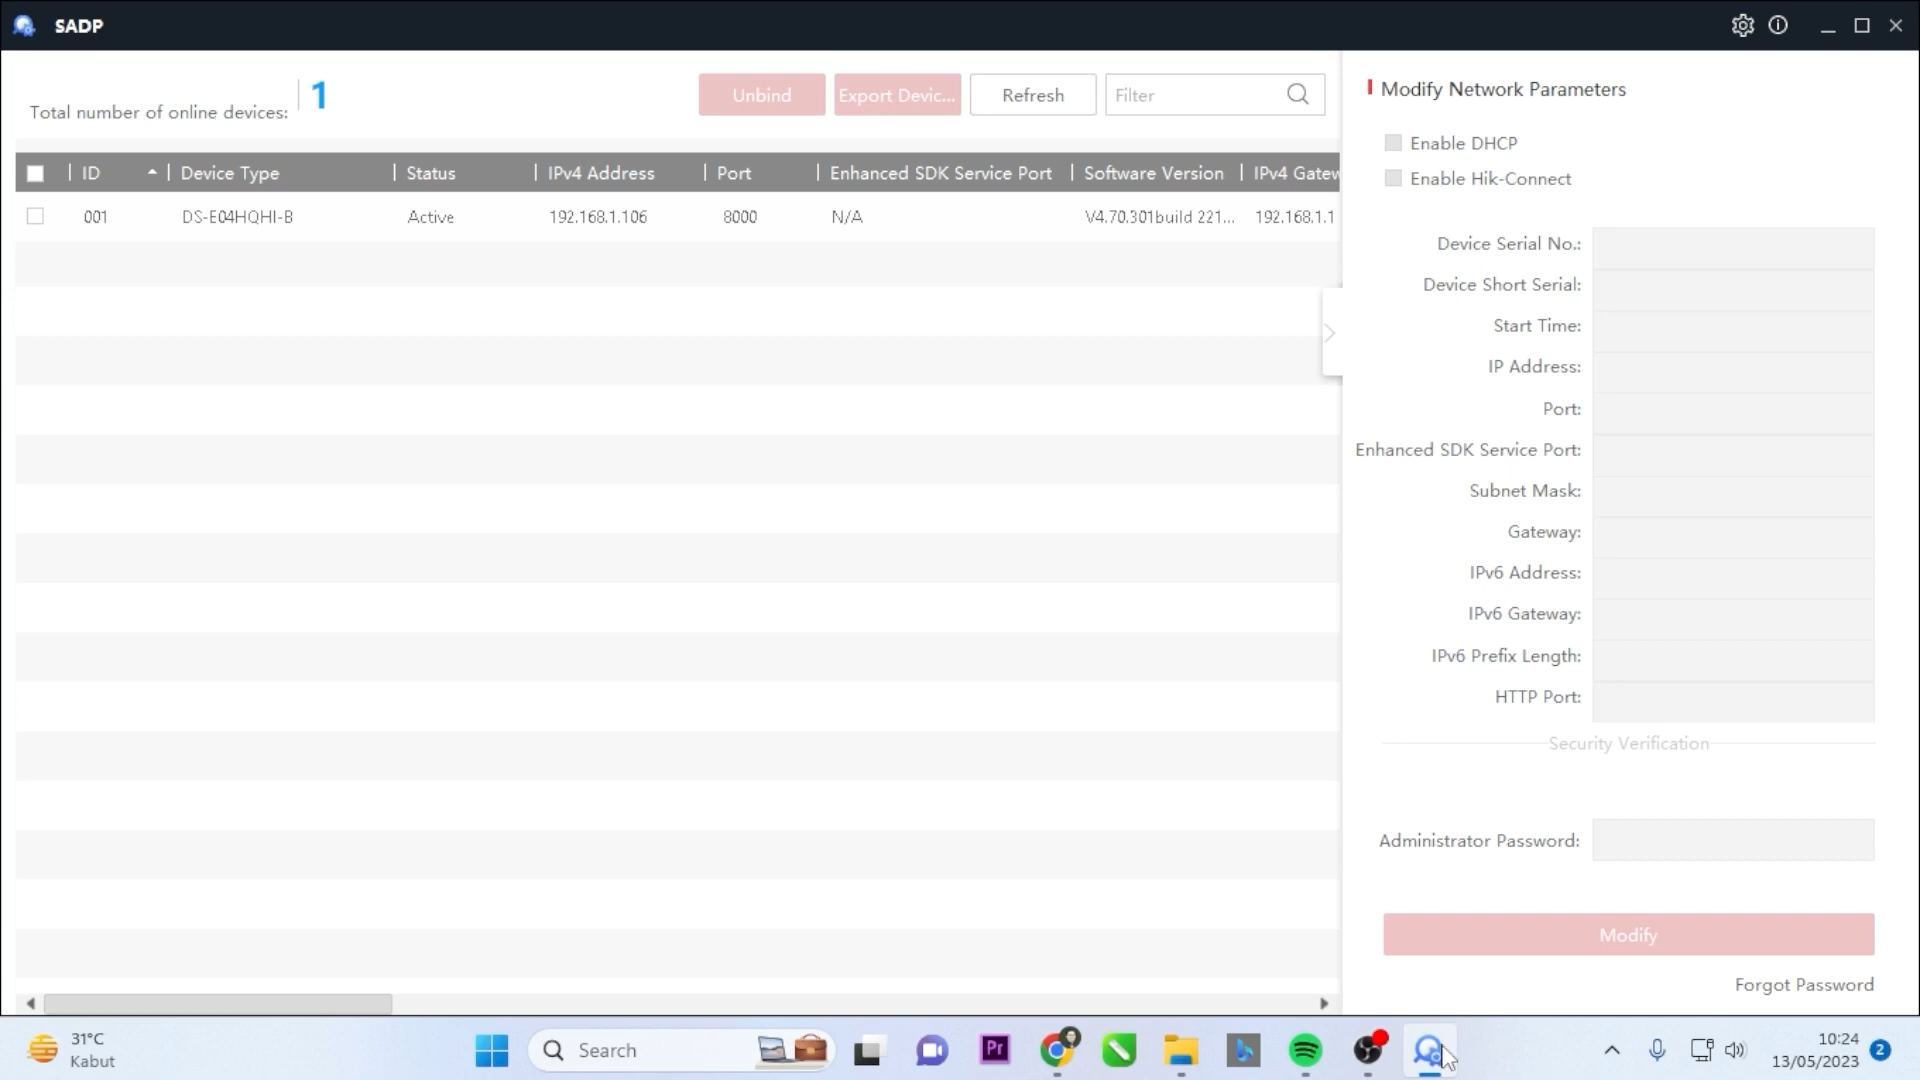 SADP
Total number of online devices: 1
Unbind
Export Devic...
Refresh
Filter
ID
Device Type
Status
IPv4 Address
Port
Enhanced SDK Service Port
Software Version
IPv4 Gatew
001
DS-E04HQHI-B
Active
192.168.1.106
8000
N/A
V4.70.301build 221...
192.168.1.1
Modify Network Parameters
Enable DHCP
Enable Hik-Connect
Device Serial No.:
Device Short Serial:
Start Time:
IP Address:
Port:
Enhanced SDK Service Port:
Subnet Mask:
Gateway:
IPv6 Address:
IPv6 Gateway:
IPv6 Prefix Length:
HTTP Port:
Security Verification
Administrator Password:
Modify
Forgot Password
31°C
Kabut
Search
Pr
10:24
13/05/2023
2